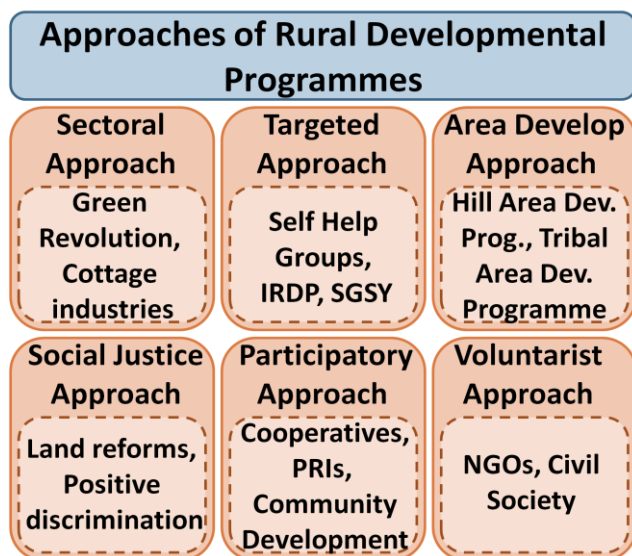 Approaches of Rural Developmental
Programmes
Sectoral
Approach
Green
Revolution,
Cottage
industries
Targeted
Approach
Self Help
Groups,
IRDP, SGSY
Area Develop
Approach
Hill Area Dev.
Prog., Tribal
Area Dev.
Programme
Social Justice
Approach
Land reforms,
Positive
discrimination
Participatory
Approach
Cooperatives,
PRIs,
Community
Development
Voluntarist
Approach
NGOs, Civil
Society